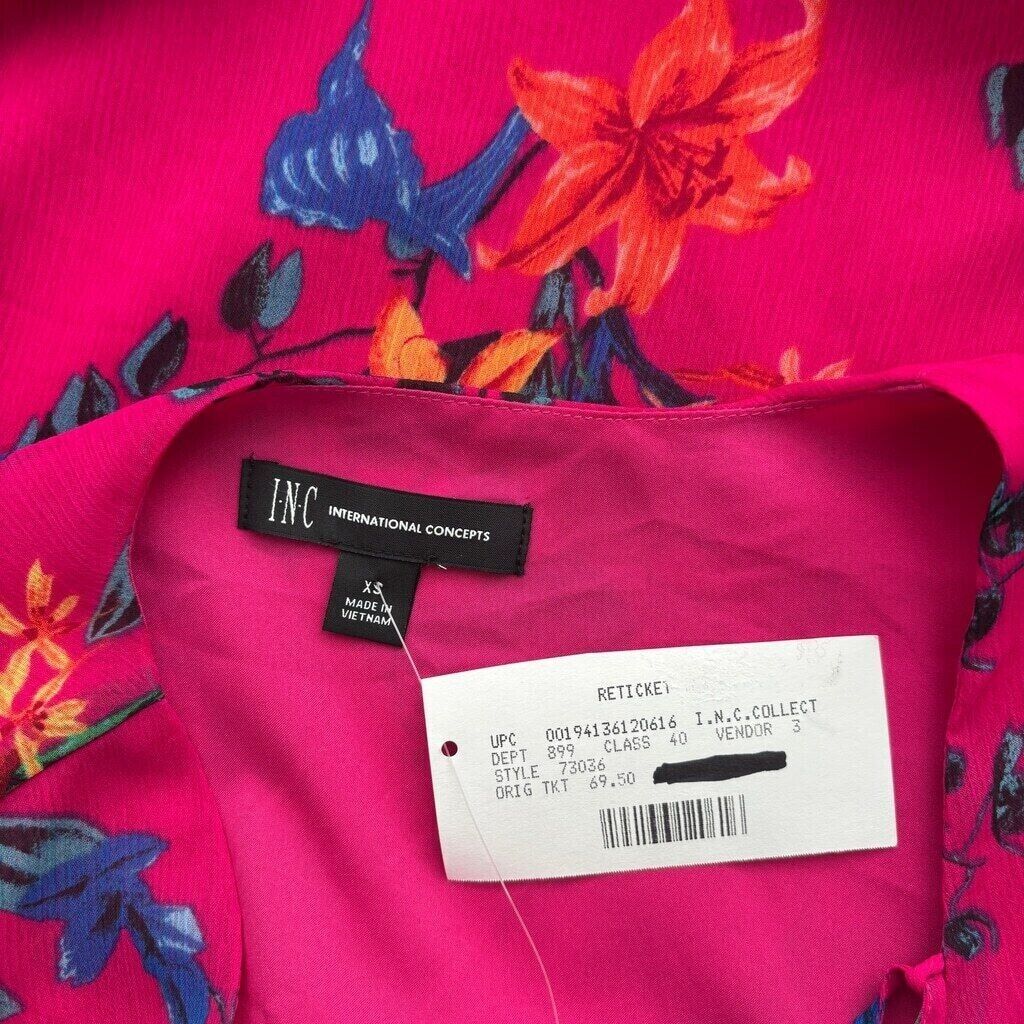 I·N·C INTERNATIONAL CONCEPTS
XS
MADE IN
VIETNAM
RETICKET
UPC 00194136120616 I.N.C.COLLECT
DEPT 899 CLASS 40 VENDOR 3
STYLE 73036
ORIG TKT 69.50